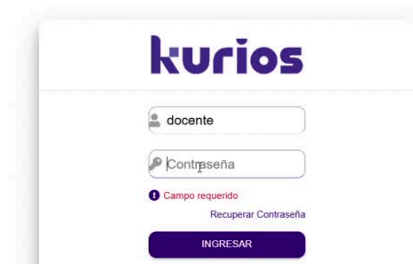 kurios
docente
Contraseña
Campo requerido
Recuperar Contraseña
INGRESAR